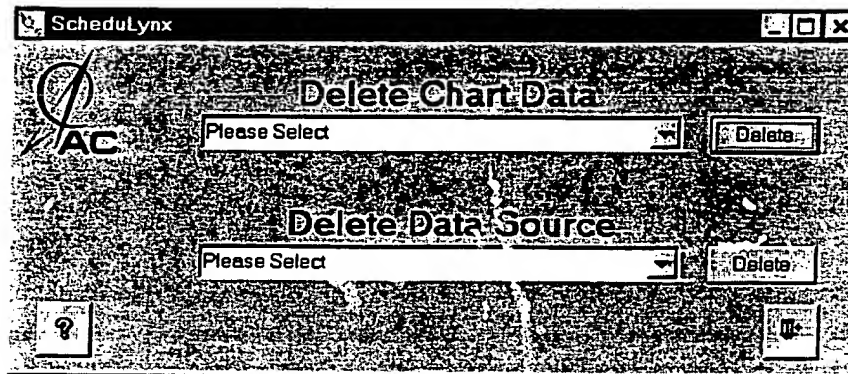 ScheduLynx
AC
Delete Chart Data
Please Select
Delete
Delete Data Source
Please Select
Delete
?